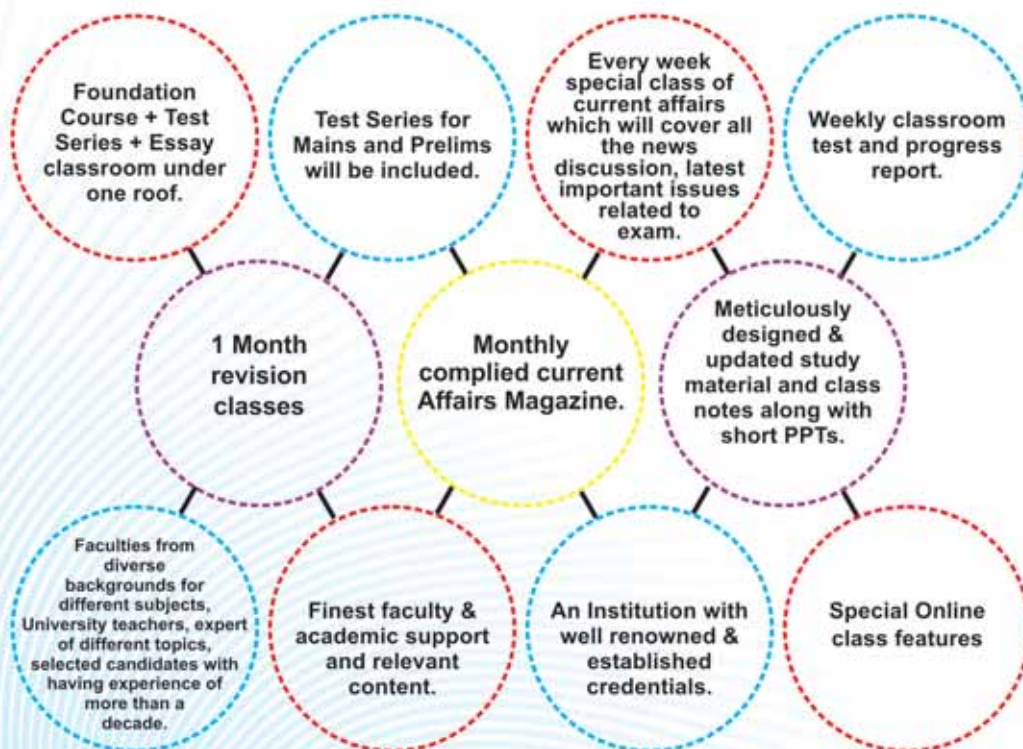 Foundation
Course + Test
Series + Essay
classroom under
one roof.
Test Series for
Mains and Prelims
will be included.
Every week
special class of
current affairs
which will cover all
the news
discussion, latest
important issues
related to
exam.
Weekly classroom
test and progress
report.
1 Month
revision
classes
Monthly
complied current
Affairs Magazine.
Meticulously
designed &
updated study
material and class
notes along with
short PPTs.
Faculties from
diverse
backgrounds for
different subjects,
University teachers, expert
of different topics,
selected candidates with
having experience of
more than a
decade.
Finest faculty &
academic support
and relevant
content.
An Institution with
well renowned &
established
credentials.
Special Online
class features